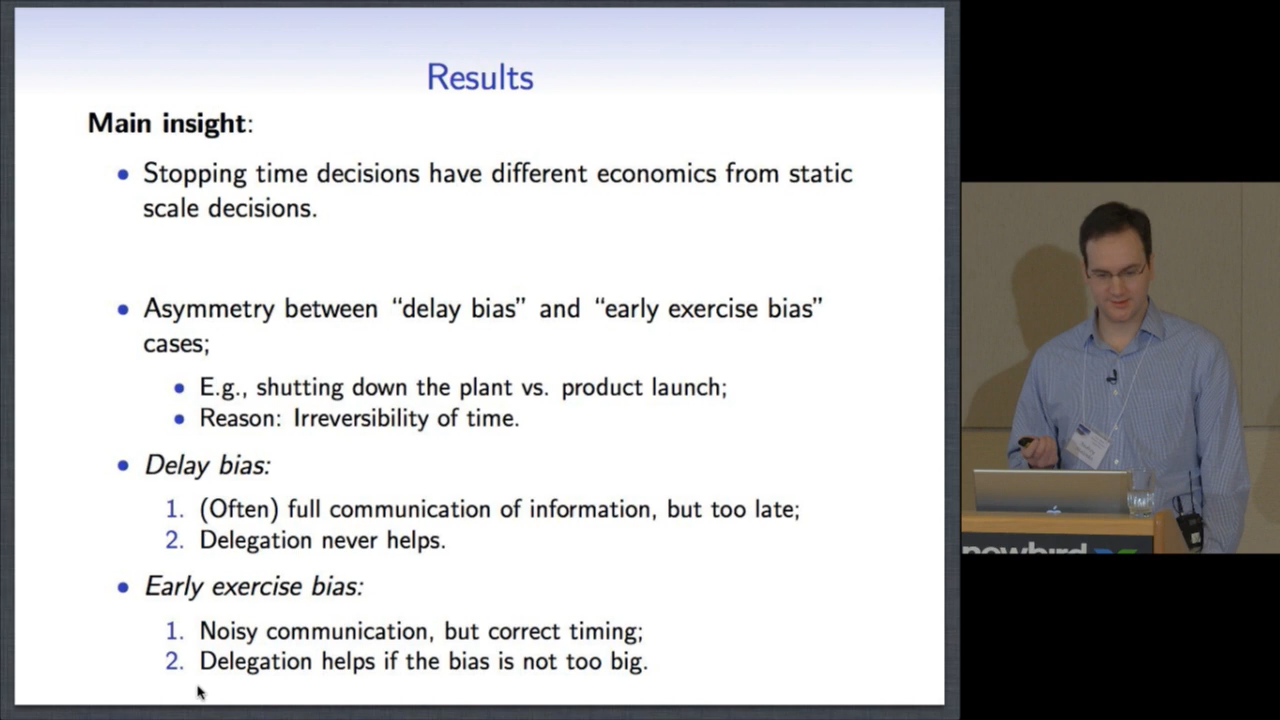 Results
Main insight:
• Stopping time decisions have different economics from static
scale decisions.
• Asymmetry between “delay bias” and “early exercise bias”
cases;
• E.g., shutting down the plant vs. product launch;
• Reason: Irreversibility of time.
• Delay bias:
1. (Often) full communication of information, but too late;
2. Delegation never helps.
• Early exercise bias:
1. Noisy communication, but correct timing;
2. Delegation helps if the bias is not too big.